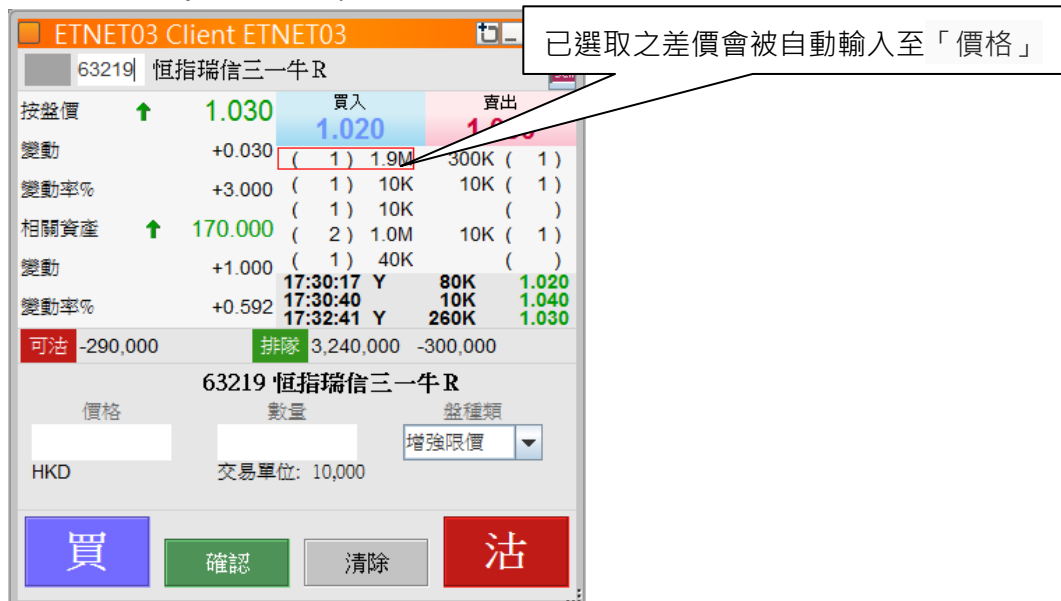 ETNET03 Client ETNET03
已選取之差價會被自動輸入至「價格」
63219 恒指瑞信三一牛R
按盤價 1.030
買入 1.020
賣出
變動 +0.030
( 1 ) 1.9M 300K ( 1 )
變動率% +3.000
( 1 ) 10K 10K ( 1 )
( 1 ) 10K ( )
相關資產 170.000
( 2 ) 1.0M 10K ( 1 )
變動 +1.000
( 1 ) 40K ( )
17:30:17 Y 80K 1.020
變動率% +0.592
17:30:40 10K 1.040
17:32:41 Y 260K 1.030
可沽 -290,000 排隊 3,240,000 -300,000
63219 恒指瑞信三一牛R
價格 數量 盤種類
增強限價
HKD 交易單位: 10,000
買 確認 清除 沽